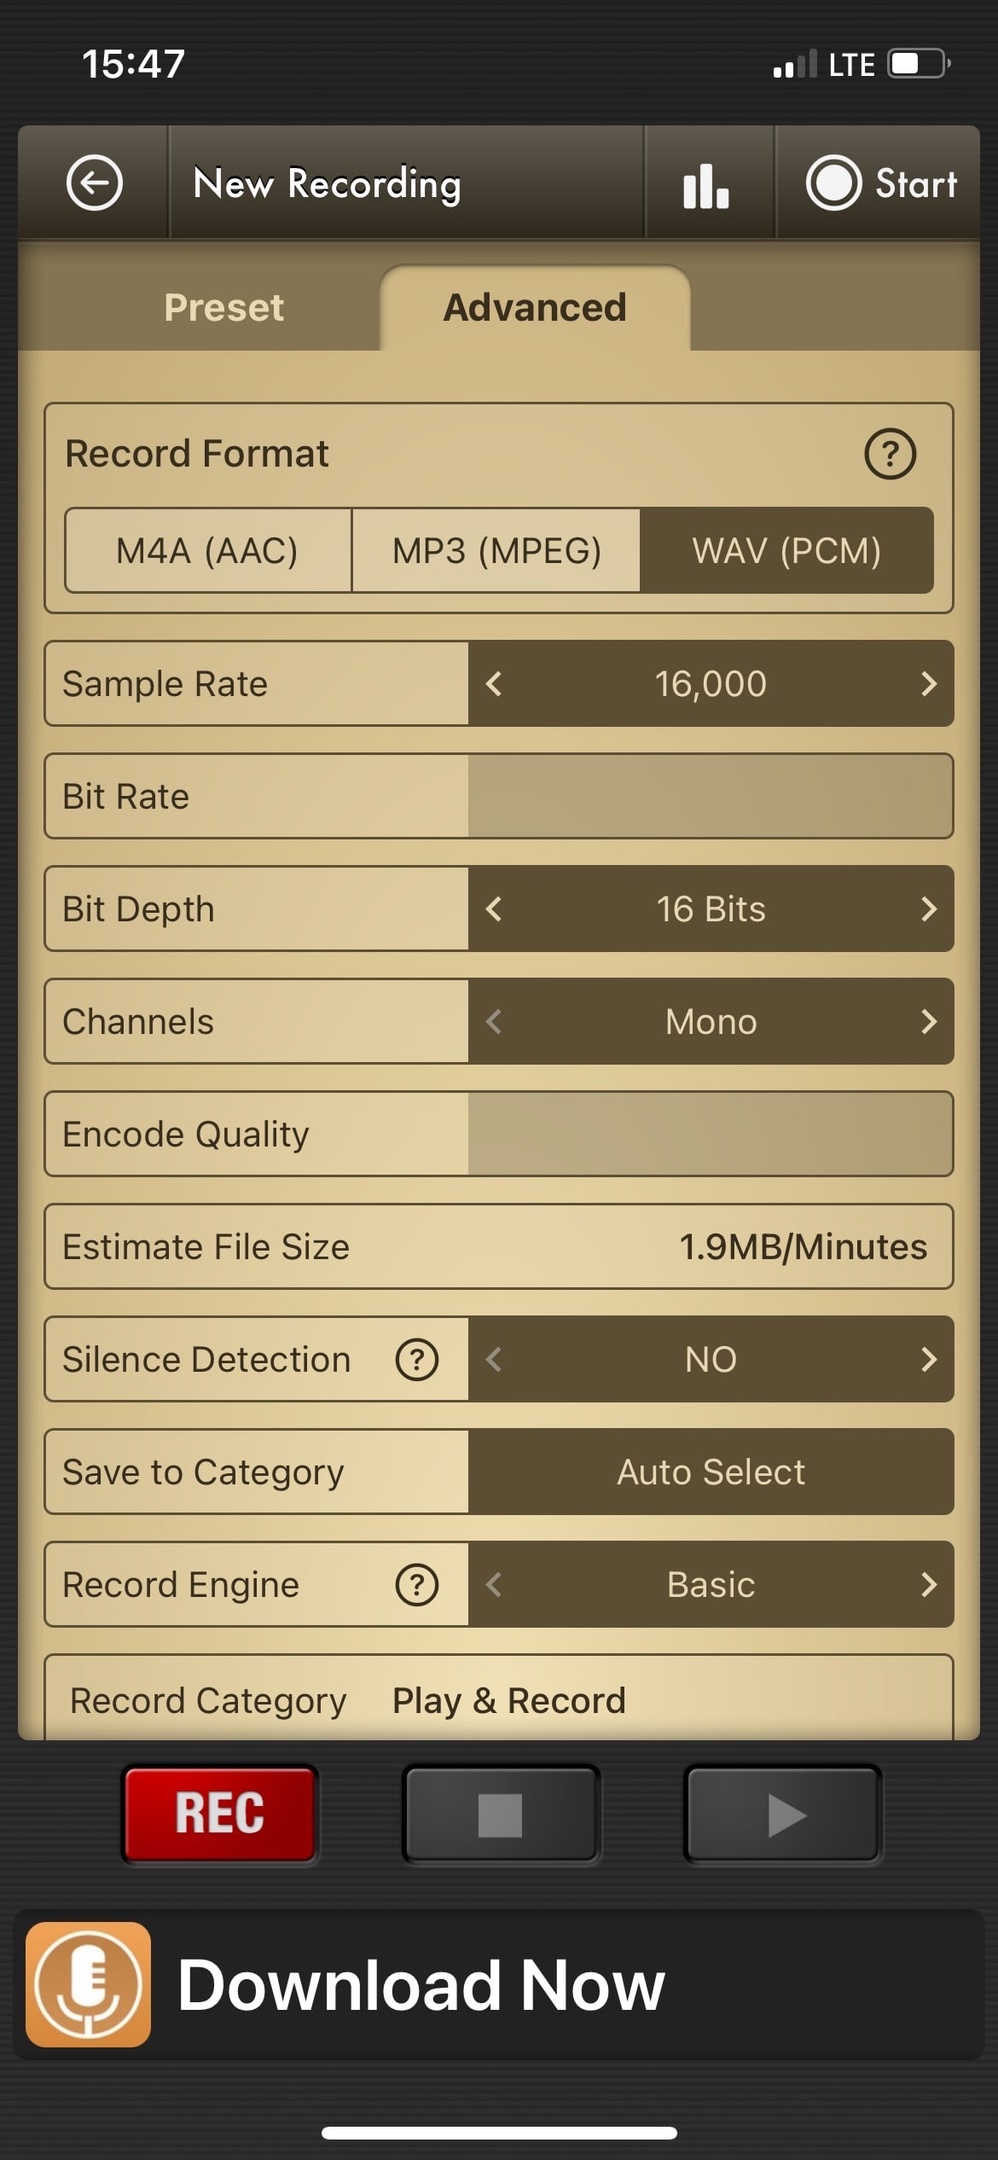 15:47 LTE
New Recording Start
Preset Advanced
Record Format ?
M4A (AAC) MP3 (MPEG) WAV (PCM)
Sample Rate < 16,000 >
Bit Rate
Bit Depth < 16 Bits >
Channels < Mono >
Encode Quality
Estimate File Size 1.9MB/Minutes
Silence Detection ? < NO >
Save to Category Auto Select
Record Engine ? < Basic >
Record Category Play & Record
REC
Download Now